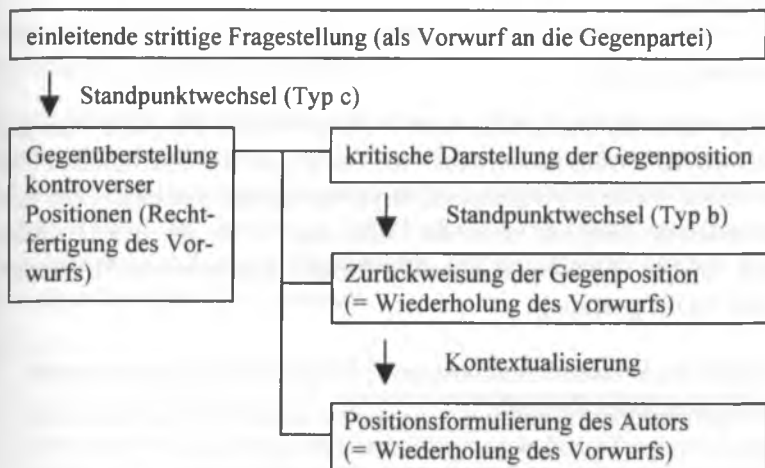 einleitende strittige Fragestellung (als Vorwurf an die Gegenpartei)
Standpunktwechsel (Typ c)
Gegenüberstellung
kontroverser
Positionen (Recht-
fertigung des Vor-
wurfs)
kritische Darstellung der Gegenposition
Standpunktwechsel (Typ b)
Zurückweisung der Gegenposition
(= Wiederholung des Vorwurfs)
Kontextualisierung
Positionsformulierung des Autors
(= Wiederholung des Vorwurfs)